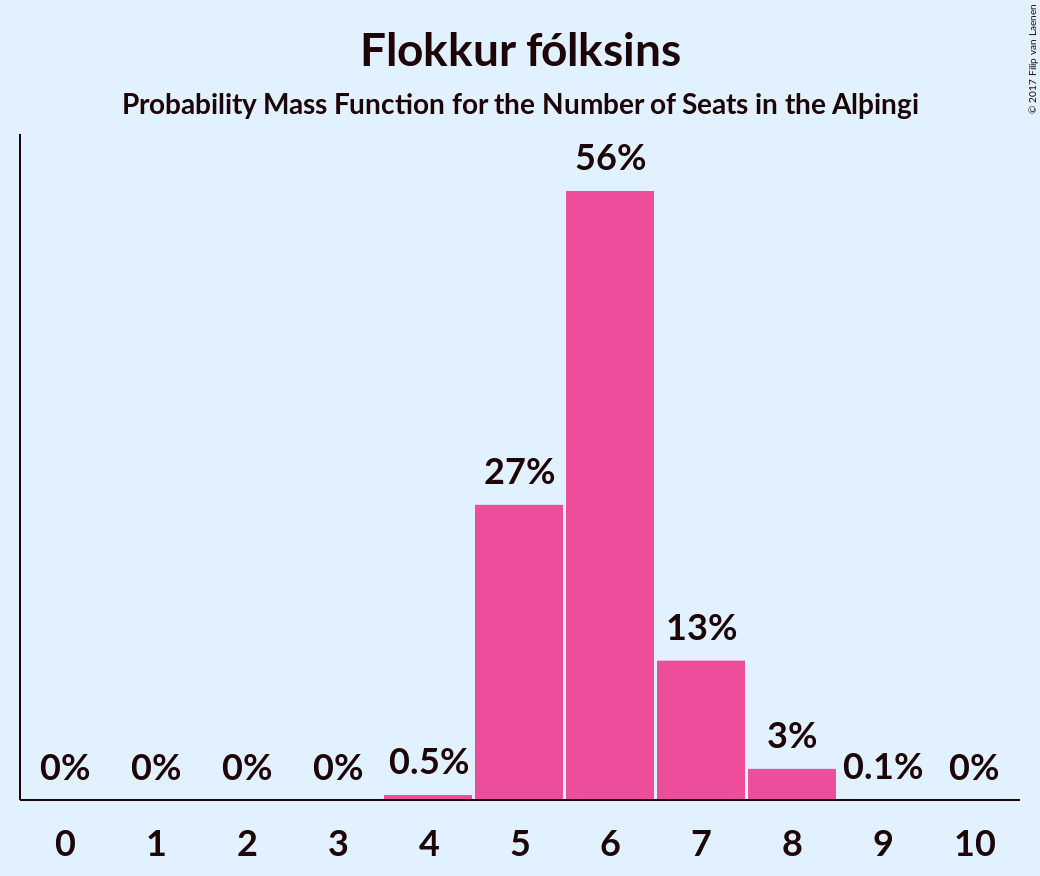 Flokkur fólksins
Probability Mass Function for the Number of Seats in the Alþingi
© 2017 Filip van Laenen
56%
27%
13%
3%
0% 0% 0% 0% 0.5% 0.1% 0%
0 1 2 3 4 5 6 7 8 9 10